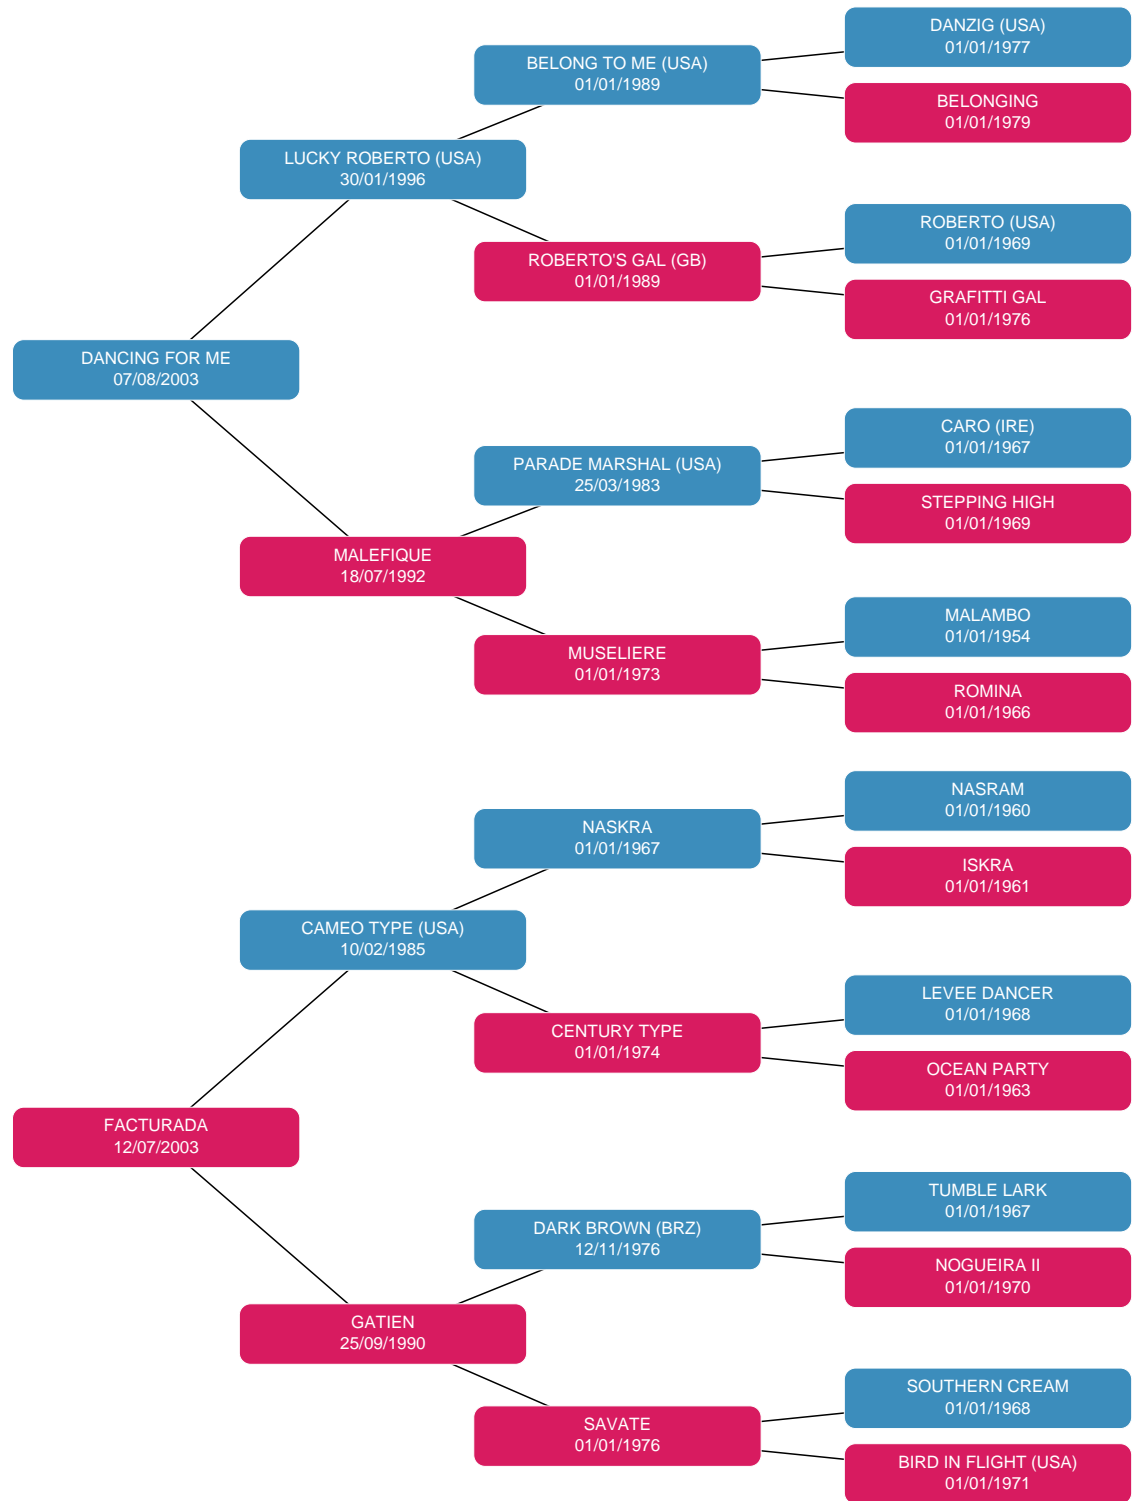 DANZIG (USA)
01/01/1977
BELONG TO ME (USA)
01/01/1989
BELONGING
01/01/1979
LUCKY ROBERTO (USA)
30/01/1996
ROBERTO (USA)
01/01/1969
ROBERTO'S GAL (GB)
01/01/1989
GRAFITTI GAL
01/01/1976
DANCING FOR ME
07/08/2003
CARO (IRE)
01/01/1967
PARADE MARSHAL (USA)
25/03/1983
STEPPING HIGH
01/01/1969
MALEFIQUE
18/07/1992
MALAMBO
01/01/1954
MUSELIERE
01/01/1973
ROMINA
01/01/1966
NASRAM
01/01/1960
NASKRA
01/01/1967
ISKRA
01/01/1961
CAMEO TYPE (USA)
10/02/1985
LEVEE DANCER
01/01/1968
CENTURY TYPE
01/01/1974
OCEAN PARTY
01/01/1963
FACTURADA
12/07/2003
TUMBLE LARK
01/01/1967
DARK BROWN (BRZ)
12/11/1976
NOGUEIRA II
01/01/1970
GATIEN
25/09/1990
SOUTHERN CREAM
01/01/1968
SAVATE
01/01/1976
BIRD IN FLIGHT (USA)
01/01/1971